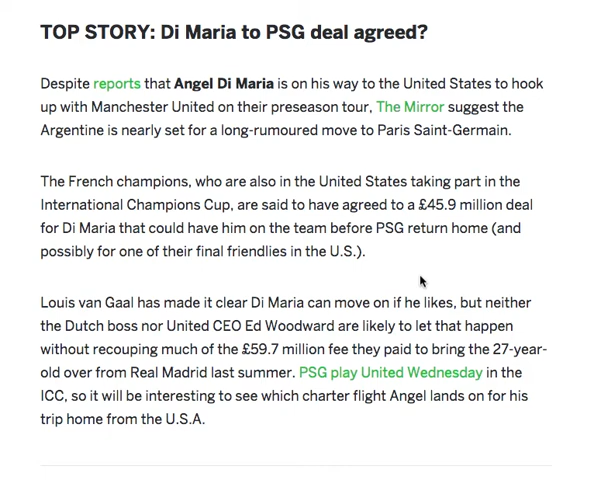 TOP STORY: Di Maria to PSG deal agreed?
Despite reports that Angel Di Maria is on his way to the United States to hook
up with Manchester United on their preseason tour, The Mirror suggest the
Argentine is nearly set for a long-rumoured move to Paris Saint-Germain.
The French champions, who are also in the United States taking part in the
International Champions Cup, are said to have agreed to a £45.9 million deal
for Di Maria that could have him on the team before PSG return home (and
possibly for one of their final friendlies in the U.S.).
Louis van Gaal has made it clear Di Maria can move on if he likes, but neither
the Dutch boss nor United CEO Ed Woodward are likely to let that happen
without recouping much of the £59.7 million fee they paid to bring the 27-year-
old over from Real Madrid last summer. PSG play United Wednesday in the
ICC, so it will be interesting to see which charter flight Angel lands on for his
trip home from the U.S.A.